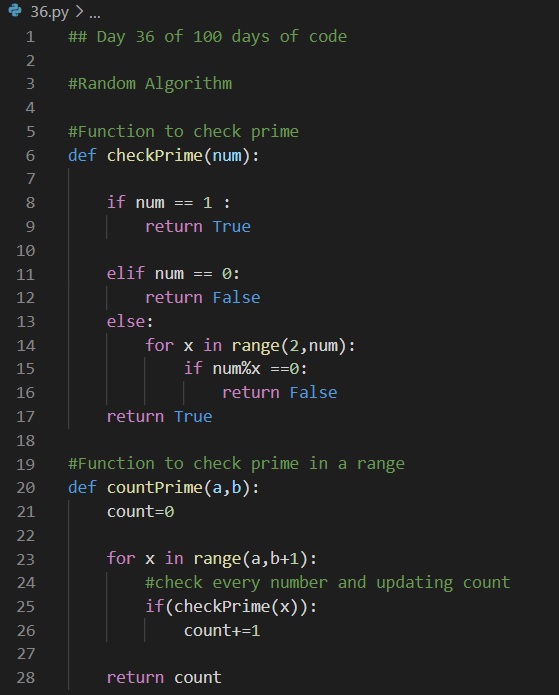 36.py > ...
1 ## Day 36 of 100 days of code
2
3 #Random Algorithm
4
5 #Function to check prime
6 def checkPrime(num):
7
8     if num == 1 :
9         return True
10
11     elif num == 0:
12         return False
13     else:
14         for x in range(2,num):
15             if num%x ==0:
16                 return False
17     return True
18
19 #Function to check prime in a range
20 def countPrime(a,b):
21     count=0
22
23     for x in range(a,b+1):
24         #check every number and updating count
25         if(checkPrime(x)):
26             count+=1
27
28     return count